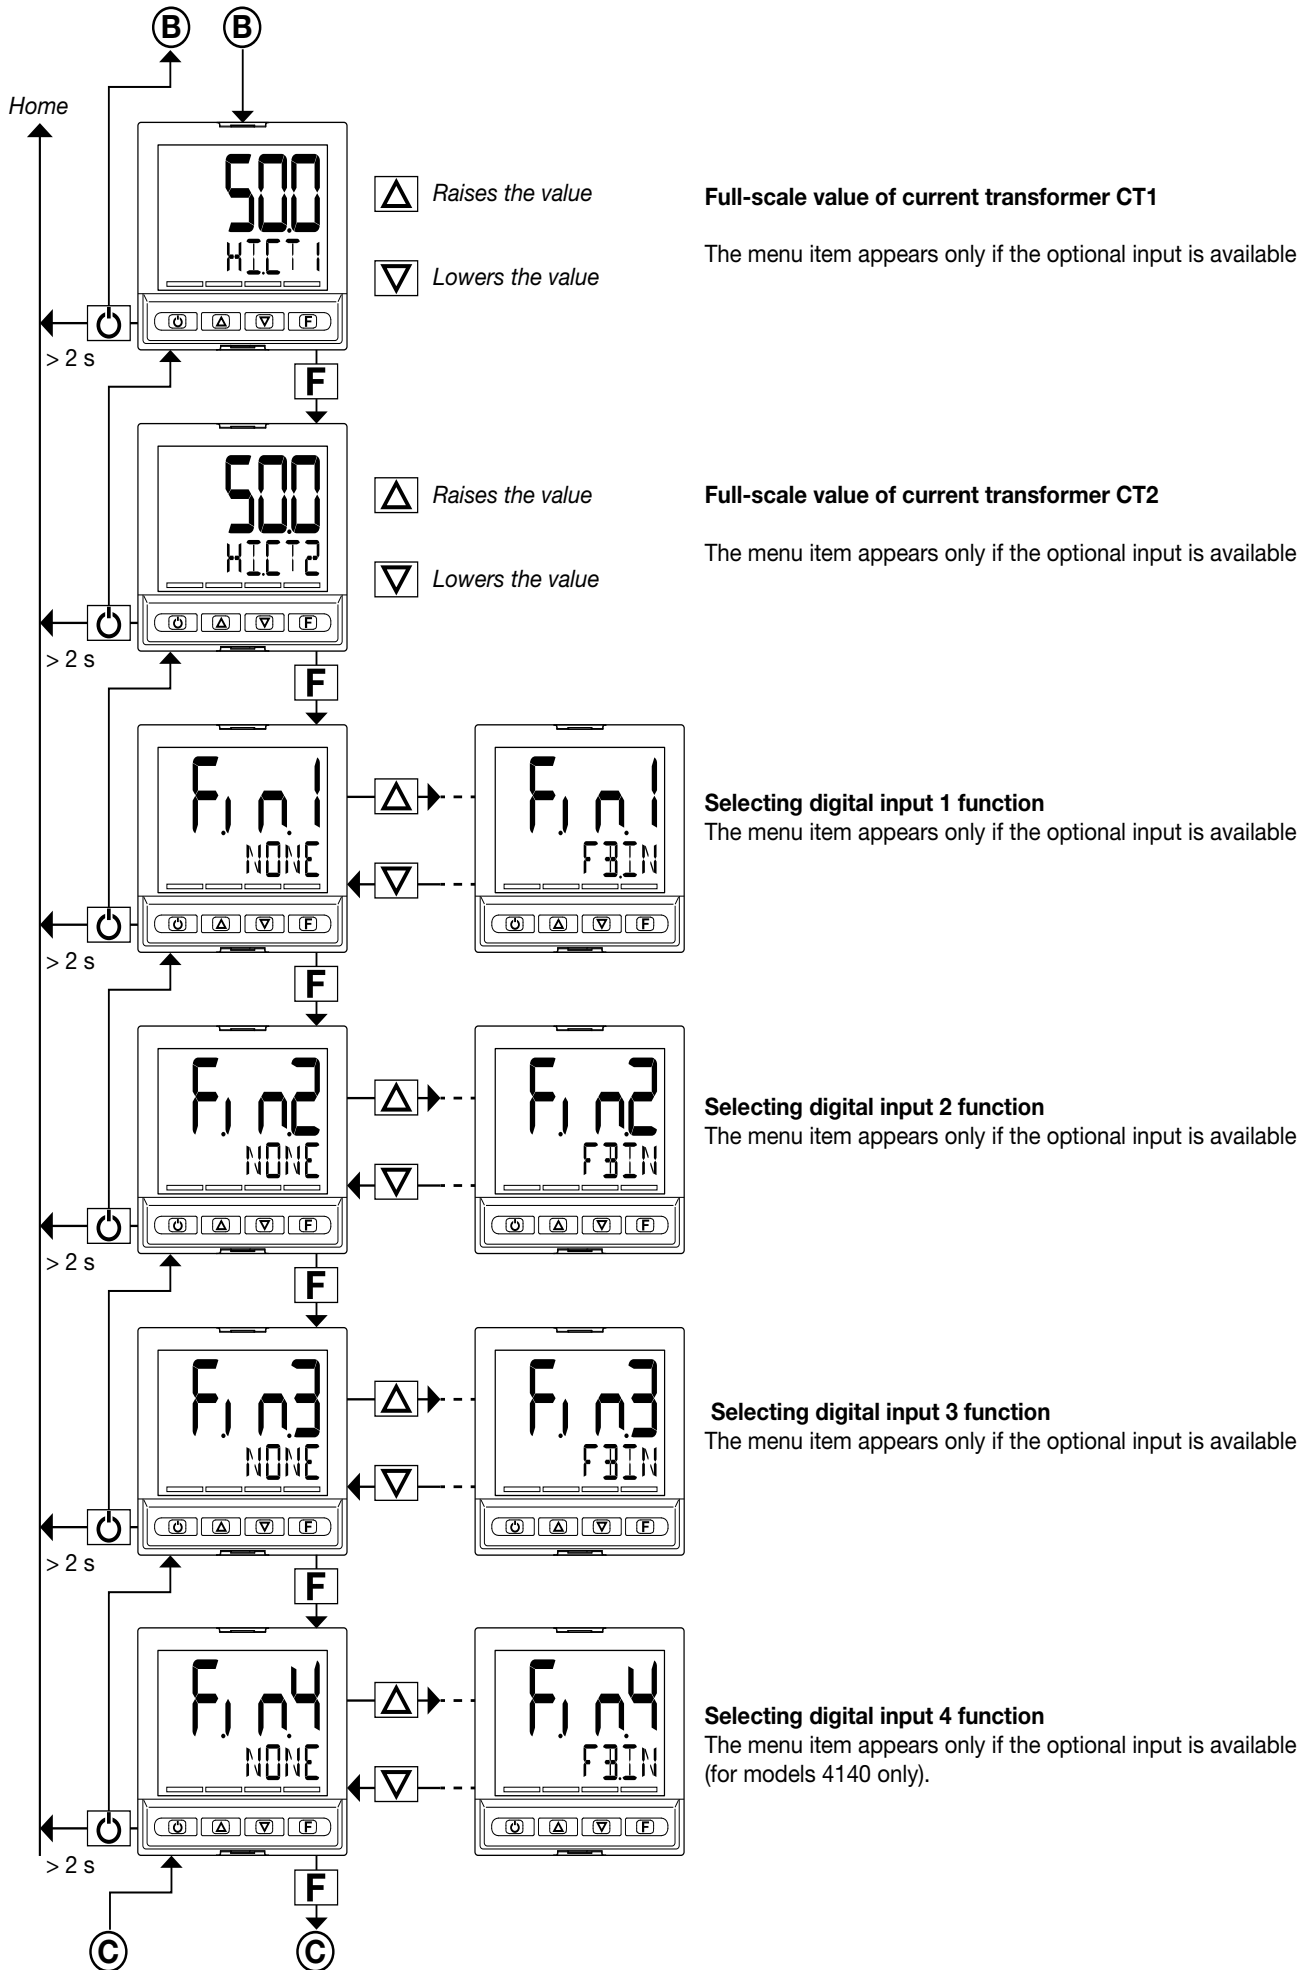 B B
Home
50.0
HI.CT1
Raises the value
Lowers the value
Full-scale value of current transformer CT1
The menu item appears only if the optional input is available
F
> 2 s
F
50.0
HI.CT2
Raises the value
Lowers the value
Full-scale value of current transformer CT2
The menu item appears only if the optional input is available
F
> 2 s
F
F.in.1
NONE
F
F.in.1
F3.IN
F
Selecting digital input 1 function
The menu item appears only if the optional input is available
> 2 s
F
F.in.2
NONE
F
F.in.2
F3.IN
F
Selecting digital input 2 function
The menu item appears only if the optional input is available
> 2 s
F
F.in.3
NONE
F
F.in.3
F3.IN
F
Selecting digital input 3 function
The menu item appears only if the optional input is available
> 2 s
F
F.in.4
NONE
F
F.in.4
F3.IN
F
Selecting digital input 4 function
The menu item appears only if the optional input is available
(for models 4140 only).
> 2 s
F
C C